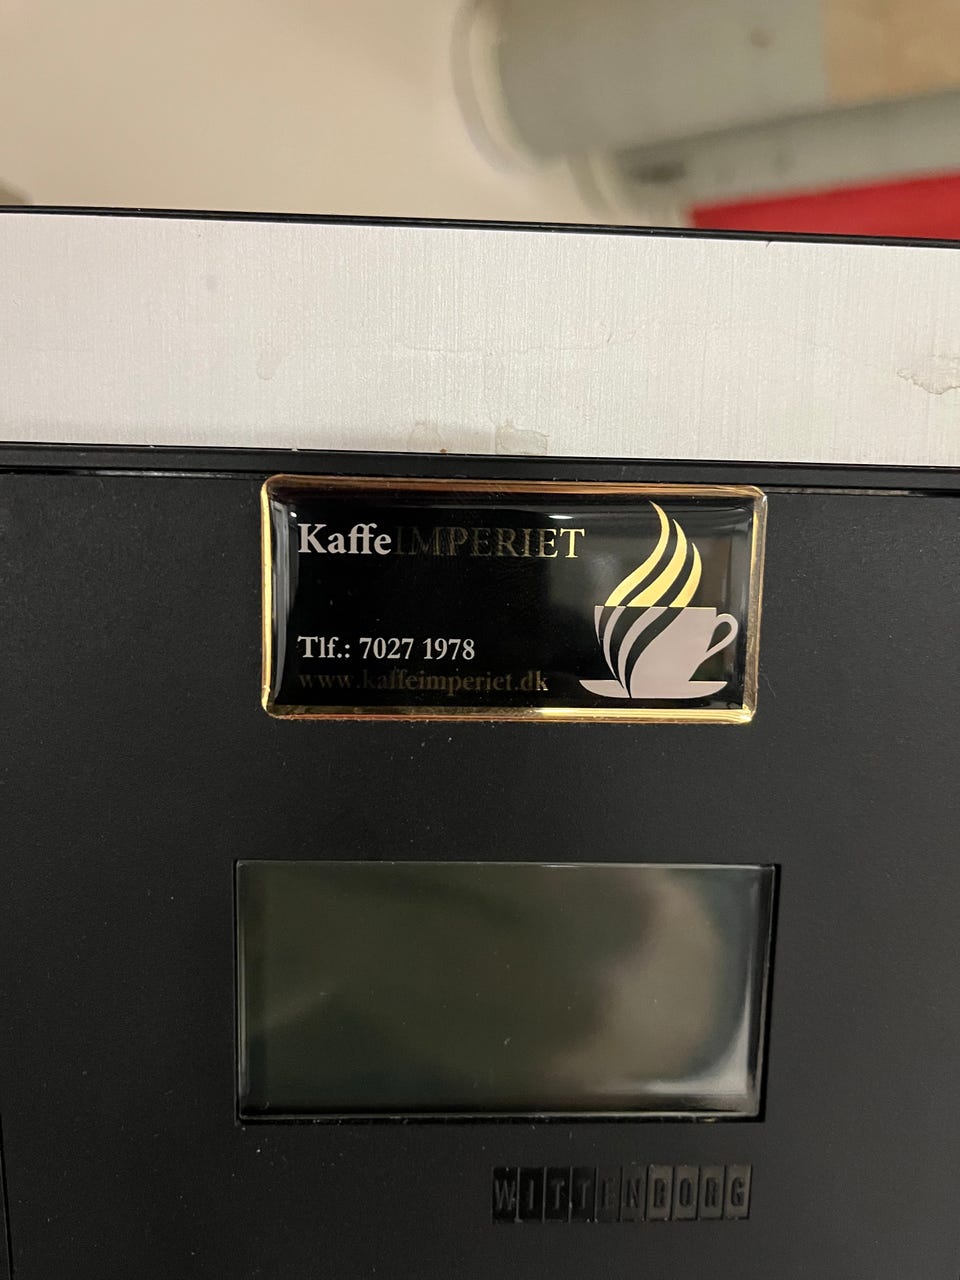 KaffeIMPERIET
Tlf.: 7027 1978
www.kaffeimperiet.dk
WITTENBORG